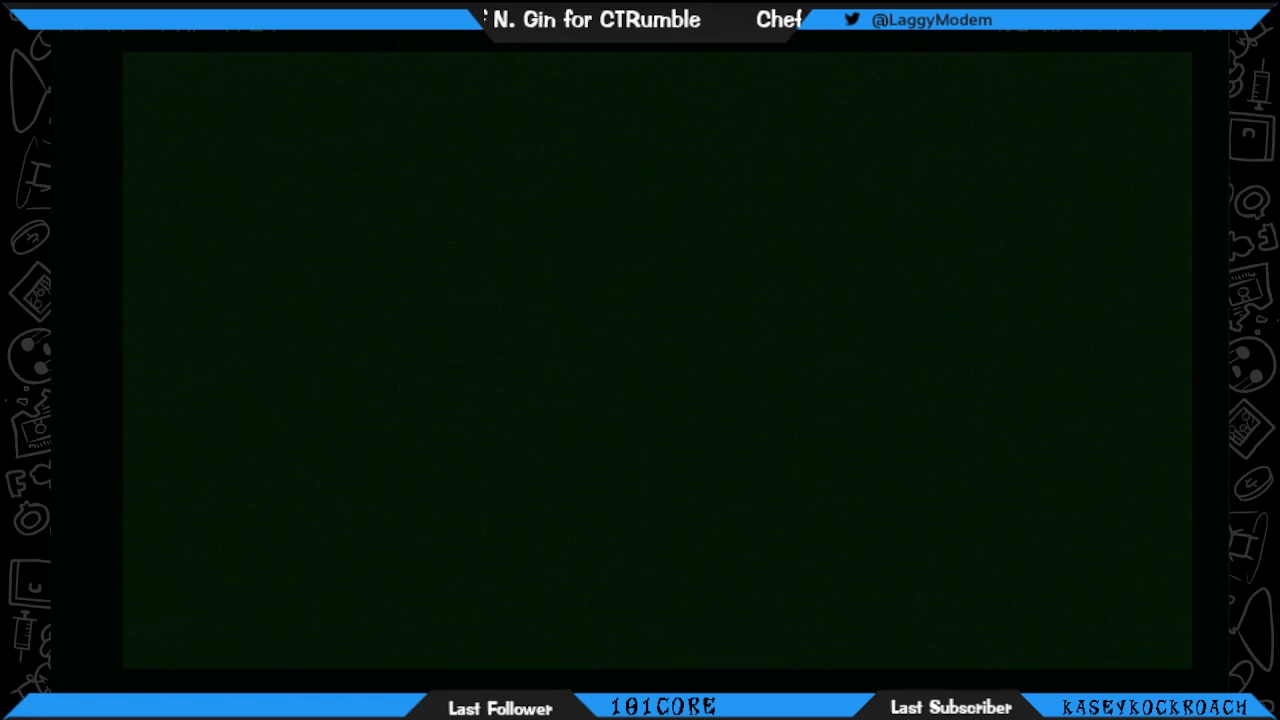 N. Gin for CTRumble Chef
@LaggyModem
Last Follower
101CORE
Last Subscriber
KASEYKOCKROACH